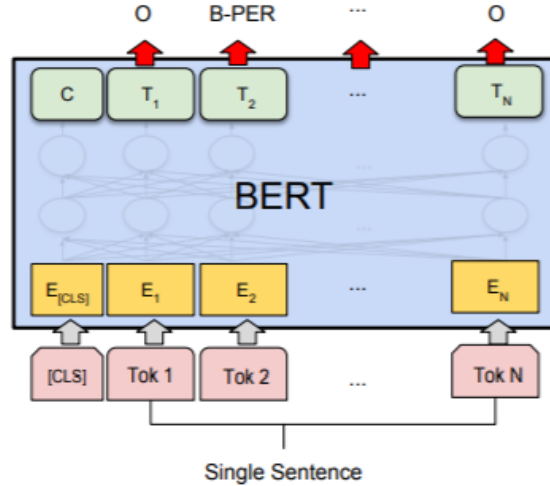 O B-PER ... O
C T1 T2 ... TN
...
BERT
...
E[CLS] E1 E2 ... EN
[CLS] Tok 1 Tok 2 ... Tok N
Single Sentence